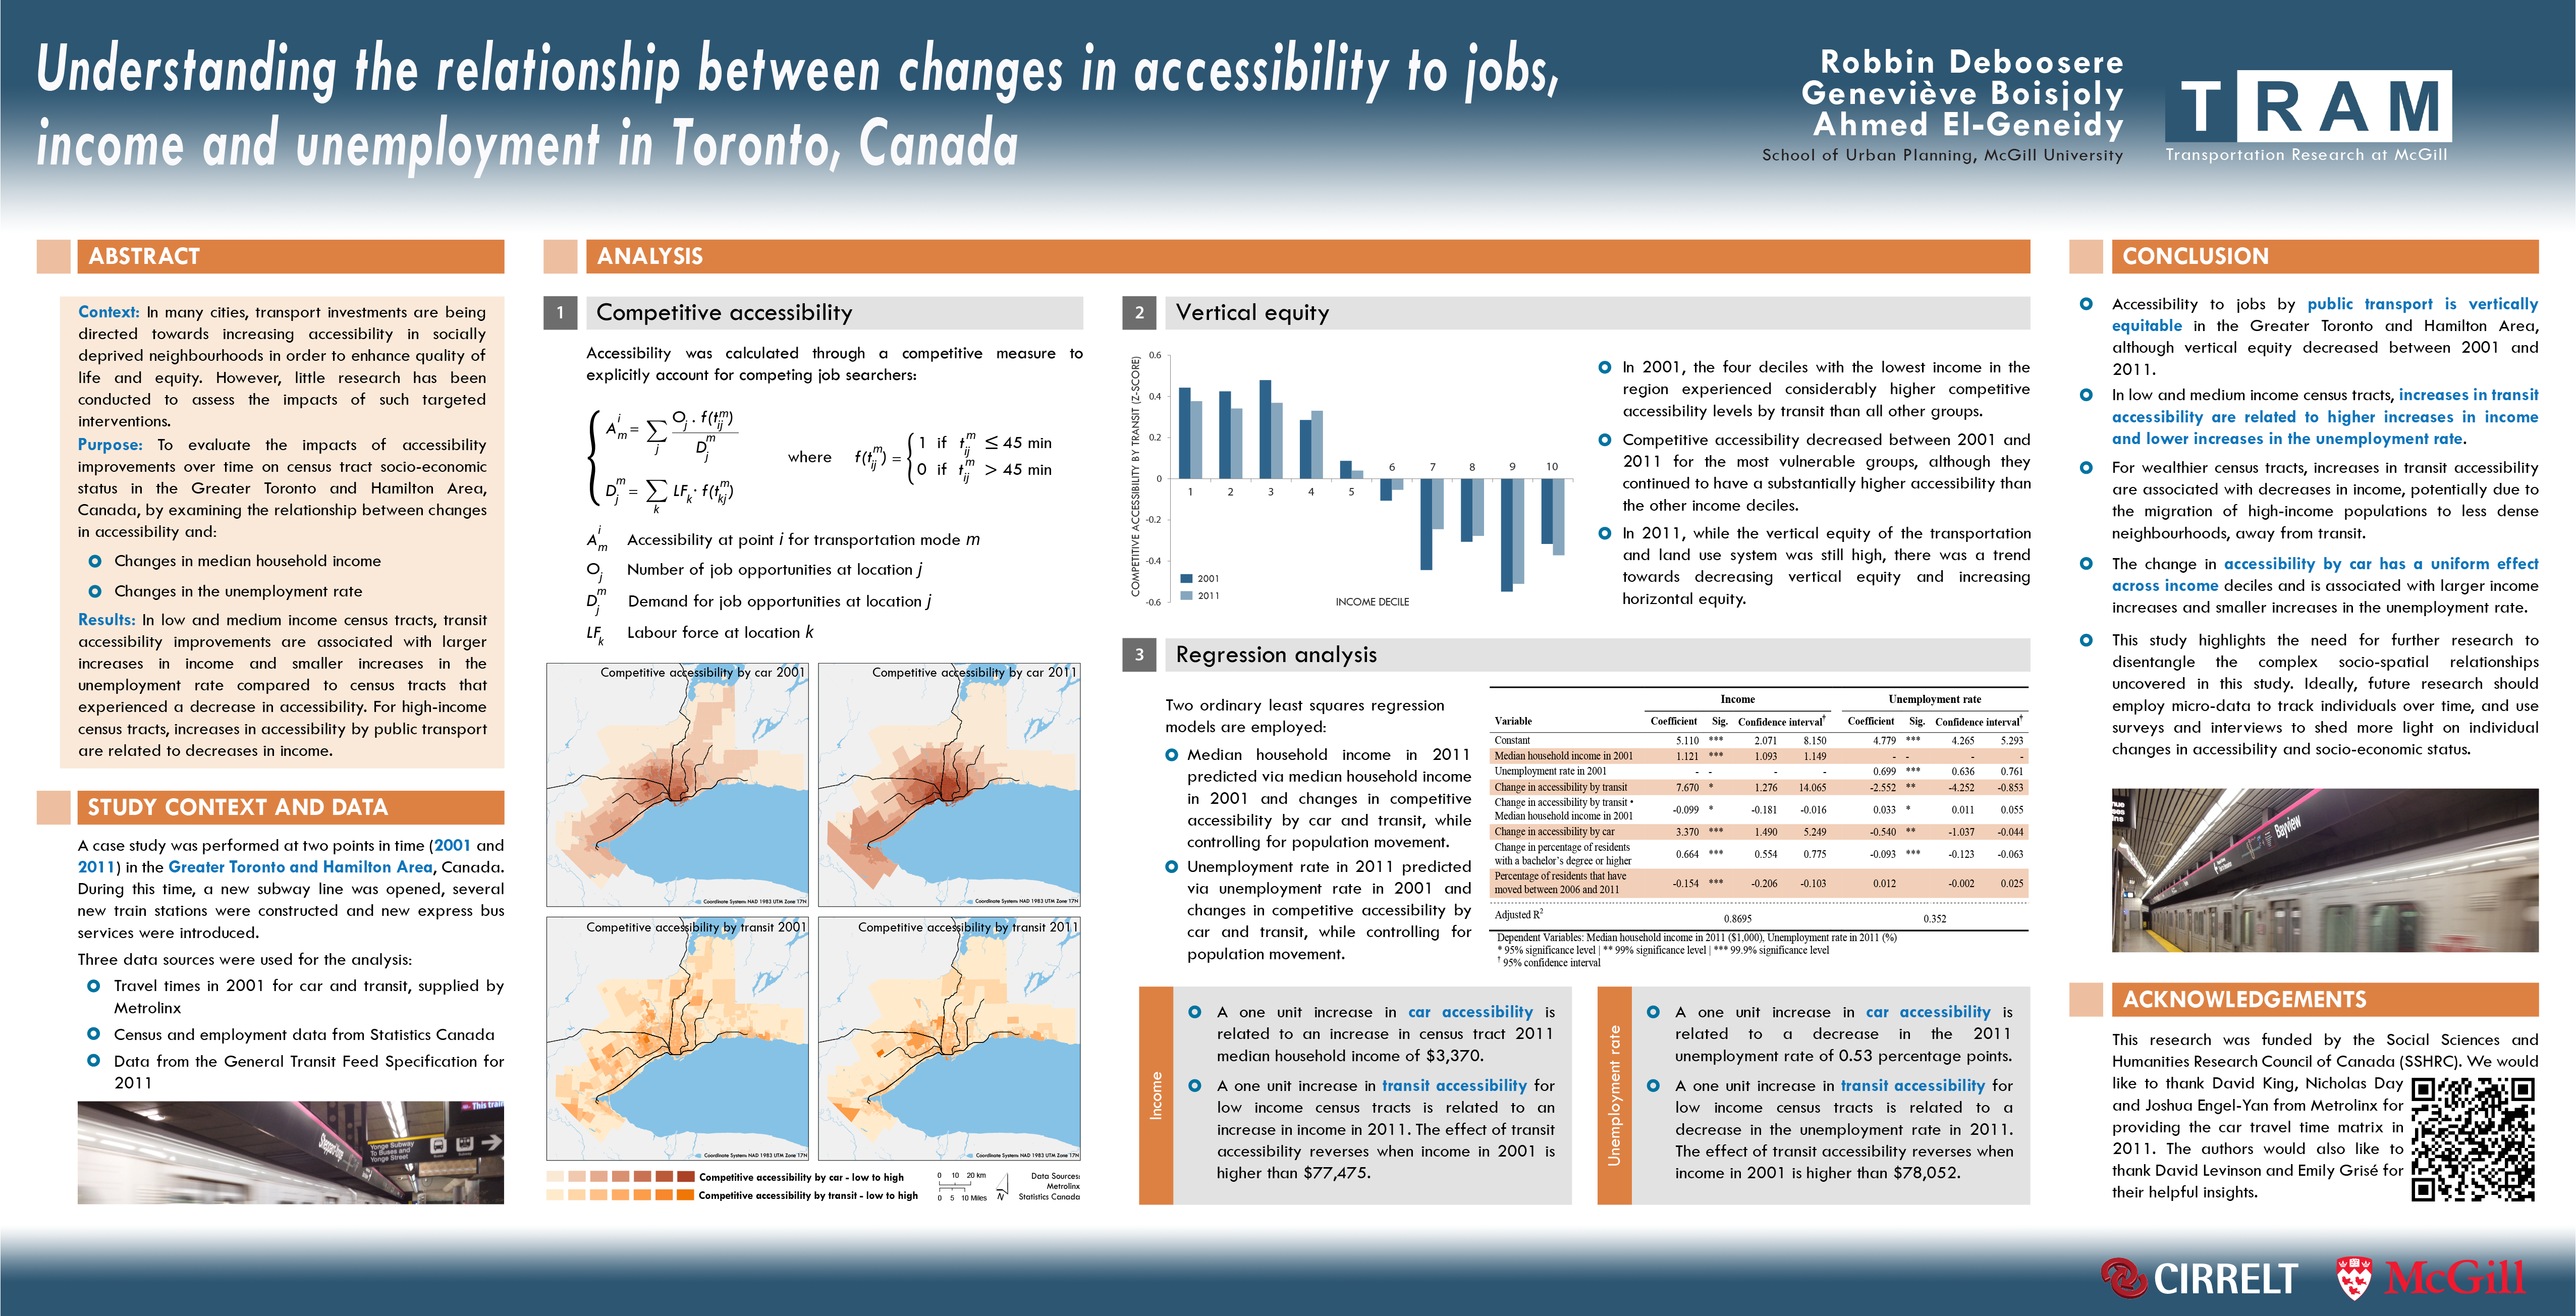 Understanding the relationship between changes in accessibility to jobs,
income and unemployment in Toronto, Canada
Robbin Deboosere
Geneviève Boisjoly
Ahmed El-Geneidy
School of Urban Planning, McGill University
TRAM
Transportation Research at McGill
ABSTRACT
Context: In many cities, transport investments are being
directed towards increasing accessibility in socially
deprived neighbourhoods in order to enhance quality of
life and equity. However, little research has been
conducted to assess the impacts of such targeted
interventions.
Purpose: To evaluate the impacts of accessibility
improvements over time on census tract socio-economic
status in the Greater Toronto and Hamilton Area,
Canada, by examining the relationship between changes
in accessibility and:
Changes in median household income
Changes in the unemployment rate
Results: In low and medium income census tracts, transit
accessibility improvements are associated with larger
increases in income and smaller increases in the
unemployment rate compared to census tracts that
experienced a decrease in accessibility. For high-income
census tracts, increases in accessibility by public transport
are related to decreases in income.
STUDY CONTEXT AND DATA
A case study was performed at two points in time (2001 and
2011) in the Greater Toronto and Hamilton Area, Canada.
During this time, a new subway line was opened, several
new train stations were constructed and new express bus
services were introduced.
Three data sources were used for the analysis:
Travel times in 2001 for car and transit, supplied by
Metrolinx
Census and employment data from Statistics Canada
Data from the General Transit Feed Specification for
2011
Sheppard-Yonge
Yonge Subway
To Buses and
Yonge Street
This train
ANALYSIS
1 Competitive accessibility
Accessibility was calculated through a competitive measure to
explicitly account for competing job searchers:
A_m^i = ∑_j O_j . f(t_ij^m) / D_j^m
D_j^m = ∑_k LF_k · f(t_kj^m)
where f(t_ij^m) = { 1 if t_ij^m ≤ 45 min
0 if t_ij^m > 45 min
A_m^i Accessibility at point i for transportation mode m
O_j Number of job opportunities at location j
D_j^m Demand for job opportunities at location j
LF_k Labour force at location k
Competitive accessibility by car 2001
Coordinate System: NAD 1983 UTM Zone 17N
Competitive accessibility by car 2011
Coordinate System: NAD 1983 UTM Zone 17N
Competitive accessibility by transit 2001
Coordinate System: NAD 1983 UTM Zone 17N
Competitive accessibility by transit 2011
Coordinate System: NAD 1983 UTM Zone 17N
Competitive accessibility by car - low to high
Competitive accessibility by transit - low to high
0 10 20 km
0 5 10 Miles
N
Data Sources:
Metrolinx
Statistics Canada
2 Vertical equity
COMPETITIVE ACCESSIBILITY BY TRANSIT (Z-SCORE)
0.6
0.4
0.2
0
-0.2
-0.4
-0.6
1 2 3 4 5 6 7 8 9 10
2001
2011
INCOME DECILE
In 2001, the four deciles with the lowest income in the
region experienced considerably higher competitive
accessibility levels by transit than all other groups.
Competitive accessibility decreased between 2001 and
2011 for the most vulnerable groups, although they
continued to have a substantially higher accessibility than
the other income deciles.
In 2011, while the vertical equity of the transportation
and land use system was still high, there was a trend
towards decreasing vertical equity and increasing
horizontal equity.
3 Regression analysis
Two ordinary least squares regression
models are employed:
Median household income in 2011
predicted via median household income
in 2001 and changes in competitive
accessibility by car and transit, while
controlling for population movement.
Unemployment rate in 2011 predicted
via unemployment rate in 2001 and
changes in competitive accessibility by
car and transit, while controlling for
population movement.
Income Unemployment rate
Variable Coefficient Sig. Confidence interval† Coefficient Sig. Confidence interval†
Constant 5.110 *** 2.071 8.150 4.779 *** 4.265 5.293
Median household income in 2001 1.121 *** 1.093 1.149 - - - -
Unemployment rate in 2001 - - - - 0.699 *** 0.636 0.761
Change in accessibility by transit 7.670 * 1.276 14.065 -2.552 ** -4.252 -0.853
Change in accessibility by transit •
Median household income in 2001 -0.099 * -0.181 -0.016 0.033 * 0.011 0.055
Change in accessibility by car 3.370 *** 1.490 5.249 -0.540 ** -1.037 -0.044
Change in percentage of residents
with a bachelor's degree or higher 0.664 *** 0.554 0.775 -0.093 *** -0.123 -0.063
Percentage of residents that have
moved between 2006 and 2011 -0.154 *** -0.206 -0.103 0.012 -0.002 0.025
Adjusted R² 0.8695 0.352
Dependent Variables: Median household income in 2011 ($1,000), Unemployment rate in 2011 (%)
* 95% significance level | ** 99% significance level | *** 99.9% significance level
† 95% confidence interval
Income
A one unit increase in car accessibility is
related to an increase in census tract 2011
median household income of $3,370.
A one unit increase in transit accessibility for
low income census tracts is related to an
increase in income in 2011. The effect of transit
accessibility reverses when income in 2001 is
higher than $77,475.
Unemployment rate
A one unit increase in car accessibility is
related to a decrease in the 2011
unemployment rate of 0.53 percentage points.
A one unit increase in transit accessibility for
low income census tracts is related to a
decrease in the unemployment rate in 2011.
The effect of transit accessibility reverses when
income in 2001 is higher than $78,052.
CONCLUSION
Accessibility to jobs by public transport is vertically
equitable in the Greater Toronto and Hamilton Area,
although vertical equity decreased between 2001 and
2011.
In low and medium income census tracts, increases in transit
accessibility are related to higher increases in income
and lower increases in the unemployment rate.
For wealthier census tracts, increases in transit accessibility
are associated with decreases in income, potentially due to
the migration of high-income populations to less dense
neighbourhoods, away from transit.
The change in accessibility by car has a uniform effect
across income deciles and is associated with larger income
increases and smaller increases in the unemployment rate.
This study highlights the need for further research to
disentangle the complex socio-spatial relationships
uncovered in this study. Ideally, future research should
employ micro-data to track individuals over time, and use
surveys and interviews to shed more light on individual
changes in accessibility and socio-economic status.
Bayview
ACKNOWLEDGEMENTS
This research was funded by the Social Sciences and
Humanities Research Council of Canada (SSHRC). We would
like to thank David King, Nicholas Day
and Joshua Engel-Yan from Metrolinx for
providing the car travel time matrix in
2011. The authors would also like to
thank David Levinson and Emily Grisé for
their helpful insights.
CIRRELT
McGill